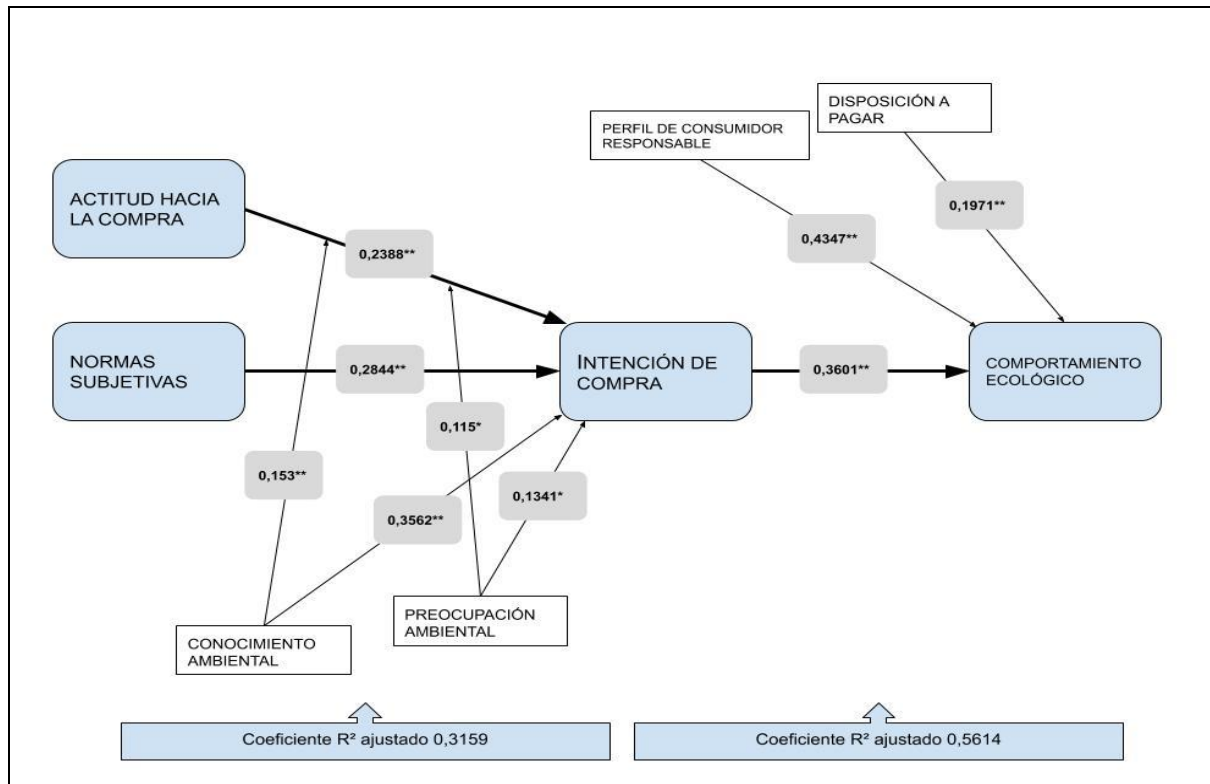 DISPOSICIÓN A
PAGAR
PERFIL DE CONSUMIDOR
RESPONSABLE
ACTITUD HACIA
LA COMPRA
0,1971**
0,4347**
0,2388**
NORMAS
SUBJETIVAS
0,2844**
INTENCIÓN DE
COMPRA
0,3601**
COMPORTAMIENTO
ECOLÓGICO
0,115*
0,153**
0,1341*
0,3562**
PREOCUPACIÓN
AMBIENTAL
CONOCIMIENTO
AMBIENTAL
Coeficiente R² ajustado 0,3159
Coeficiente R² ajustado 0,5614